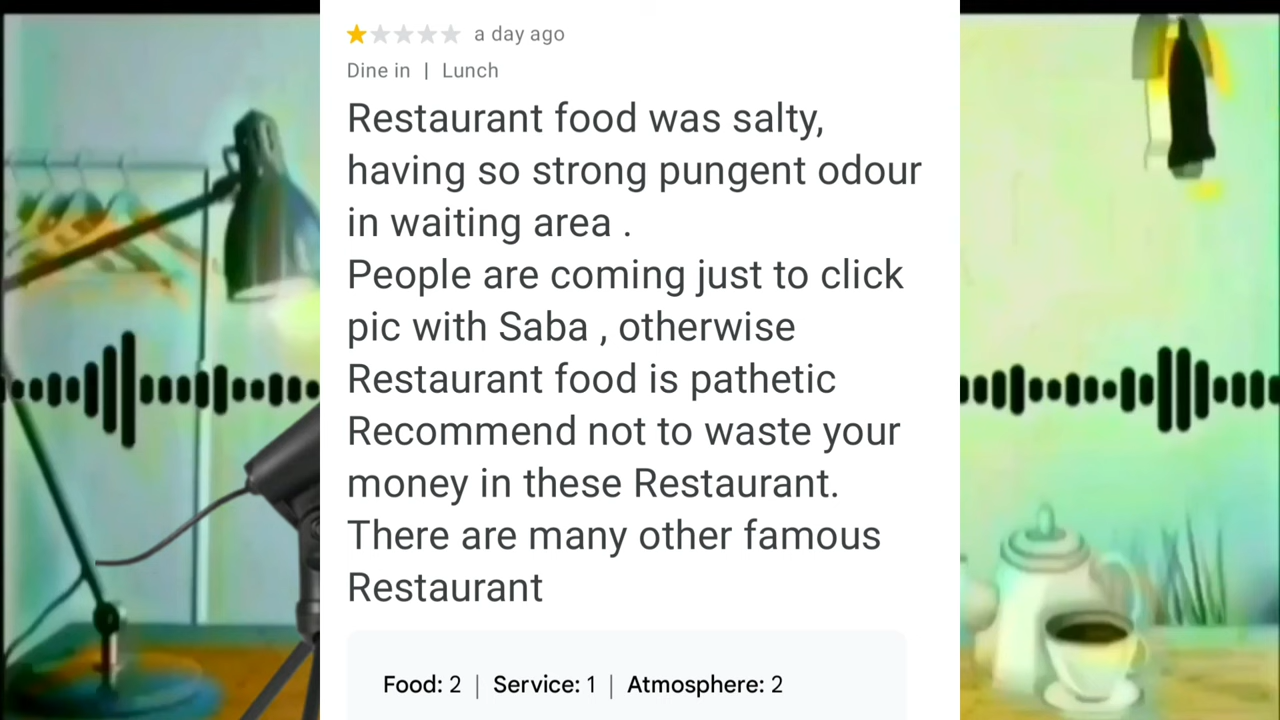 a day ago
Dine in | Lunch
Restaurant food was salty,
having so strong pungent odour
in waiting area .
People are coming just to click
pic with Saba , otherwise
Restaurant food is pathetic
Recommend not to waste your
money in these Restaurant.
There are many other famous
Restaurant
Food: 2 | Service: 1 | Atmosphere: 2